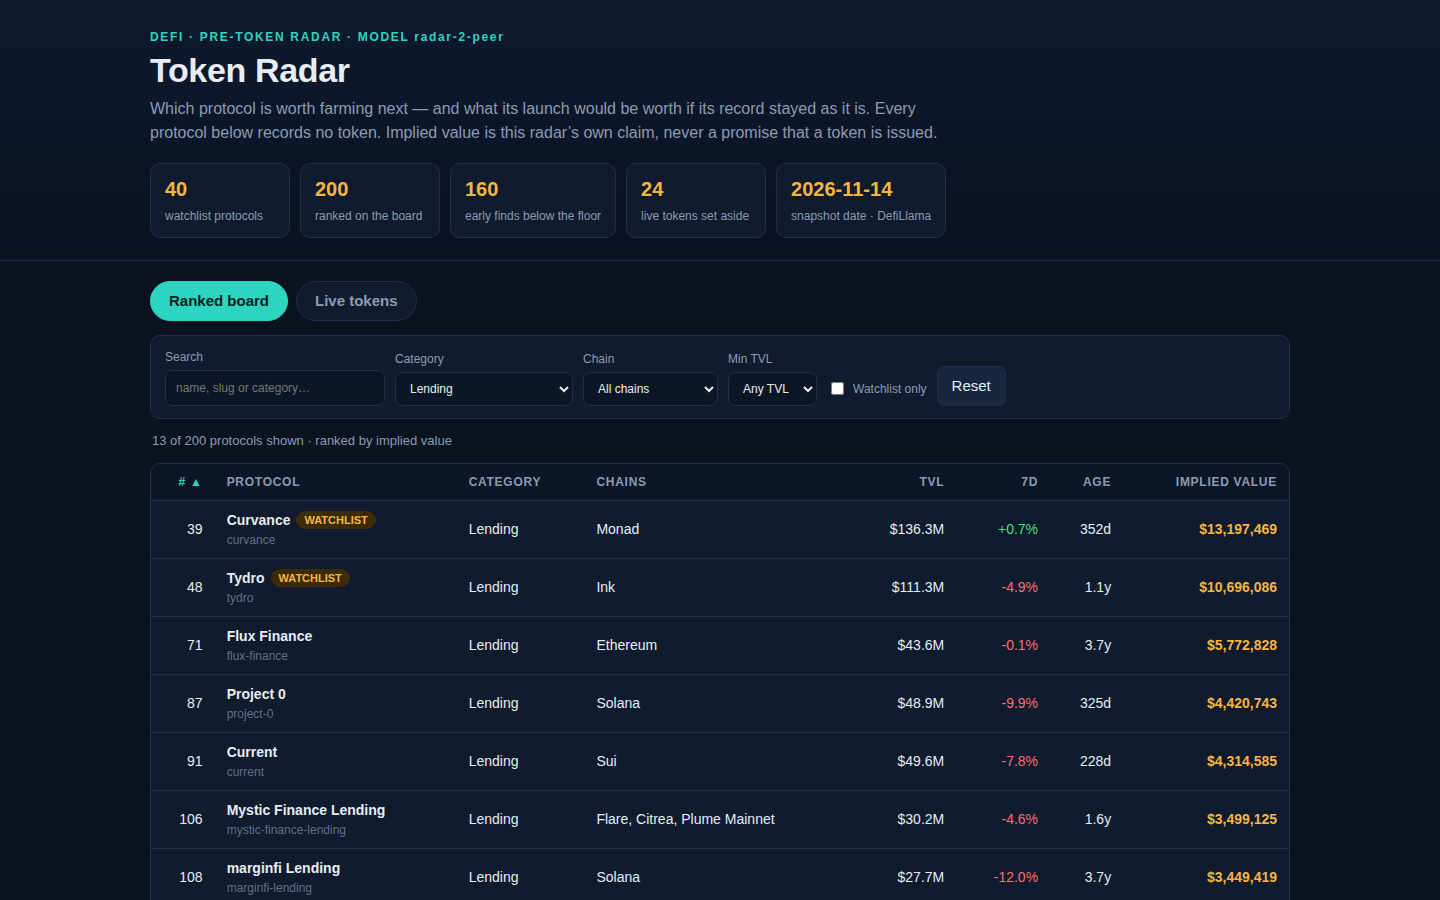 DEFI · PRE-TOKEN RADAR · MODEL radar-2-peer
Token Radar
Which protocol is worth farming next — and what its launch would be worth if its record stayed as it is. Every
protocol below records no token. Implied value is this radar’s own claim, never a promise that a token is issued.
40
watchlist protocols
200
ranked on the board
160
early finds below the floor
24
live tokens set aside
2026-11-14
snapshot date · DefiLlama
Ranked board
Live tokens
Search
name, slug or category…
Category
Lending
Chain
All chains
Min TVL
Any TVL
Watchlist only
Reset
13 of 200 protocols shown · ranked by implied value
# ▲ PROTOCOL CATEGORY CHAINS TVL 7D AGE IMPLIED VALUE
39 Curvance WATCHLIST Lending Monad $136.3M +0.7% 352d $13,197,469
curvance
48 Tydro WATCHLIST Lending Ink $111.3M -4.9% 1.1y $10,696,086
tydro
71 Flux Finance Lending Ethereum $43.6M -0.1% 3.7y $5,772,828
flux-finance
87 Project 0 Lending Solana $48.9M -9.9% 325d $4,420,743
project-0
91 Current Lending Sui $49.6M -7.8% 228d $4,314,585
current
106 Mystic Finance Lending Lending Flare, Citrea, Plume Mainnet $30.2M -4.6% 1.6y $3,499,125
mystic-finance-lending
108 marginfi Lending Lending Solana $27.7M -12.0% 3.7y $3,449,419
marginfi-lending